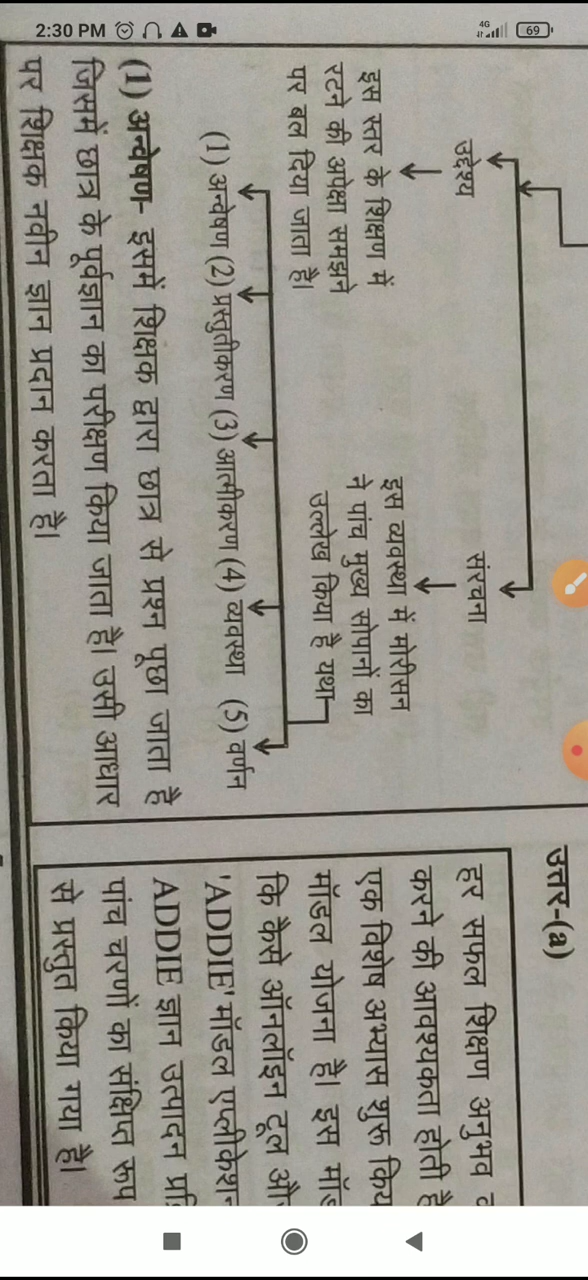 2:30 PM
4G
69
उद्देश्य
संरचना
इस स्तर के शिक्षण में
रटने की अपेक्षा समझने
पर बल दिया जाता है।
इस व्यवस्था में मोरीसन
ने पांच मुख्य सोपानों का
उल्लेख किया है यथा
(1) अन्वेषण (2) प्रस्तुतीकरण (3) आत्मीकरण (4) व्यवस्था (5) वर्णन
(1) अन्वेषण- इसमें शिक्षक द्वारा छात्र से प्रश्न पूछा जाता है
जिसमें छात्र के पूर्वज्ञान का परीक्षण किया जाता है। उसी आधार
पर शिक्षक नवीन ज्ञान प्रदान करता है।
उत्तर-(a)
हर सफल शिक्षण अनुभव
करने की आवश्यकता होती है
एक विशेष अभ्यास शुरू
मॉडल योजना है। इस
कि कैसे ऑनलॉइन टूल
'ADDIE' मॉडल
ADDIE ज्ञान उत्पादन
पांच चरणों का संक्षिप्त रूप
से प्रस्तुत किया गया है।